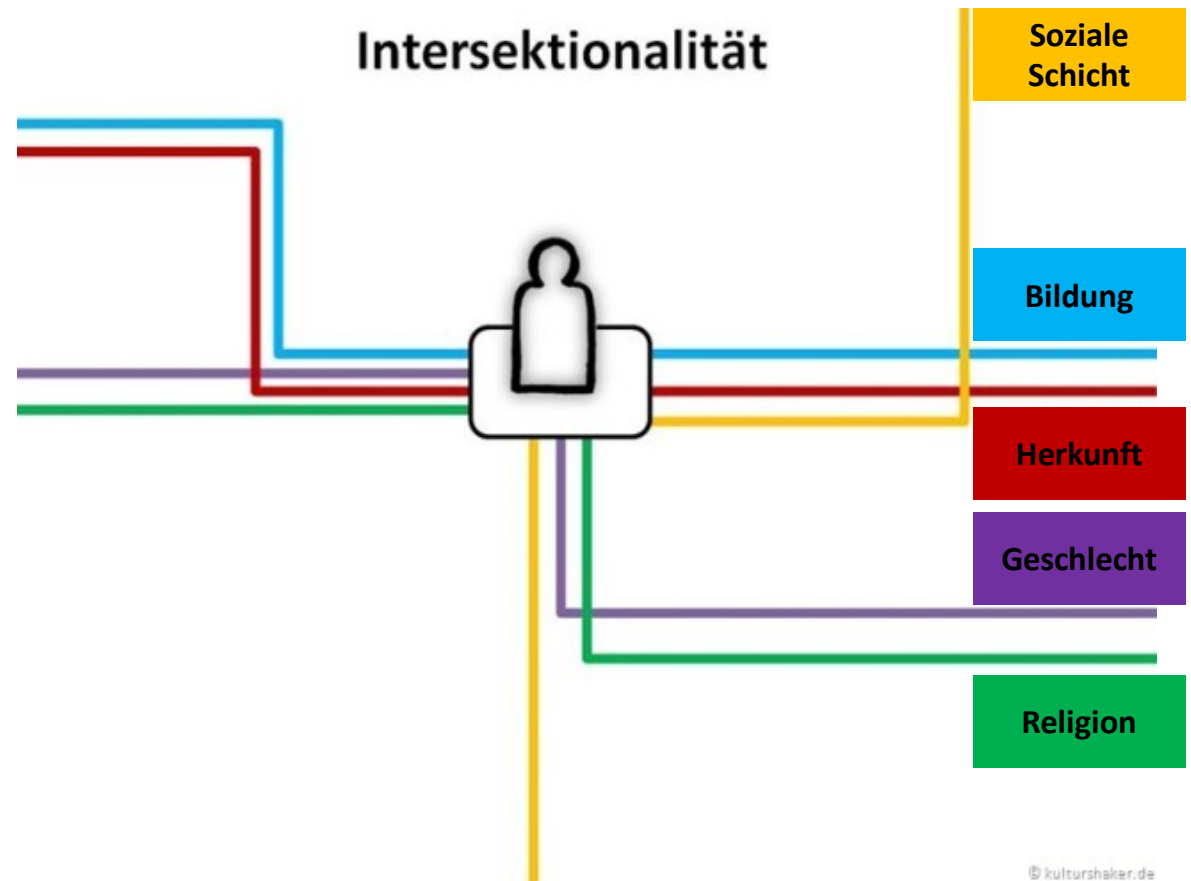 Intersektionalität
Soziale
Schicht
Bildung
Herkunft
Geschlecht
Religion
© kulturshaker.de